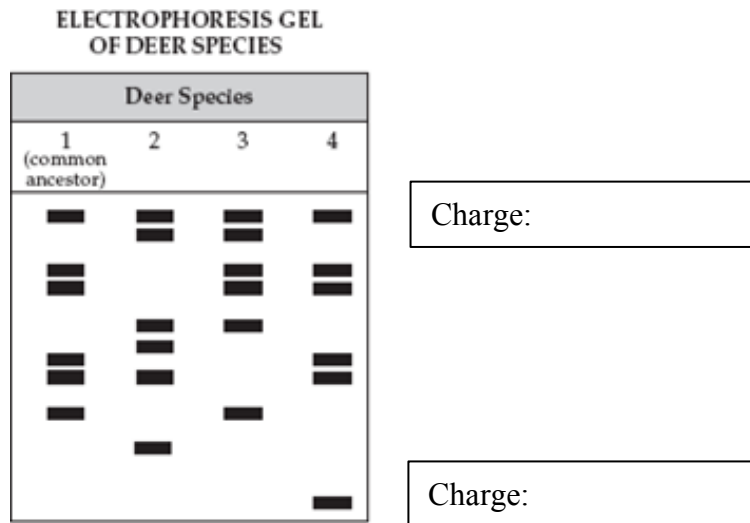 ELECTROPHORESIS GEL
OF DEER SPECIES
Deer Species
1 2 3 4
(common
ancestor)
Charge:
Charge: